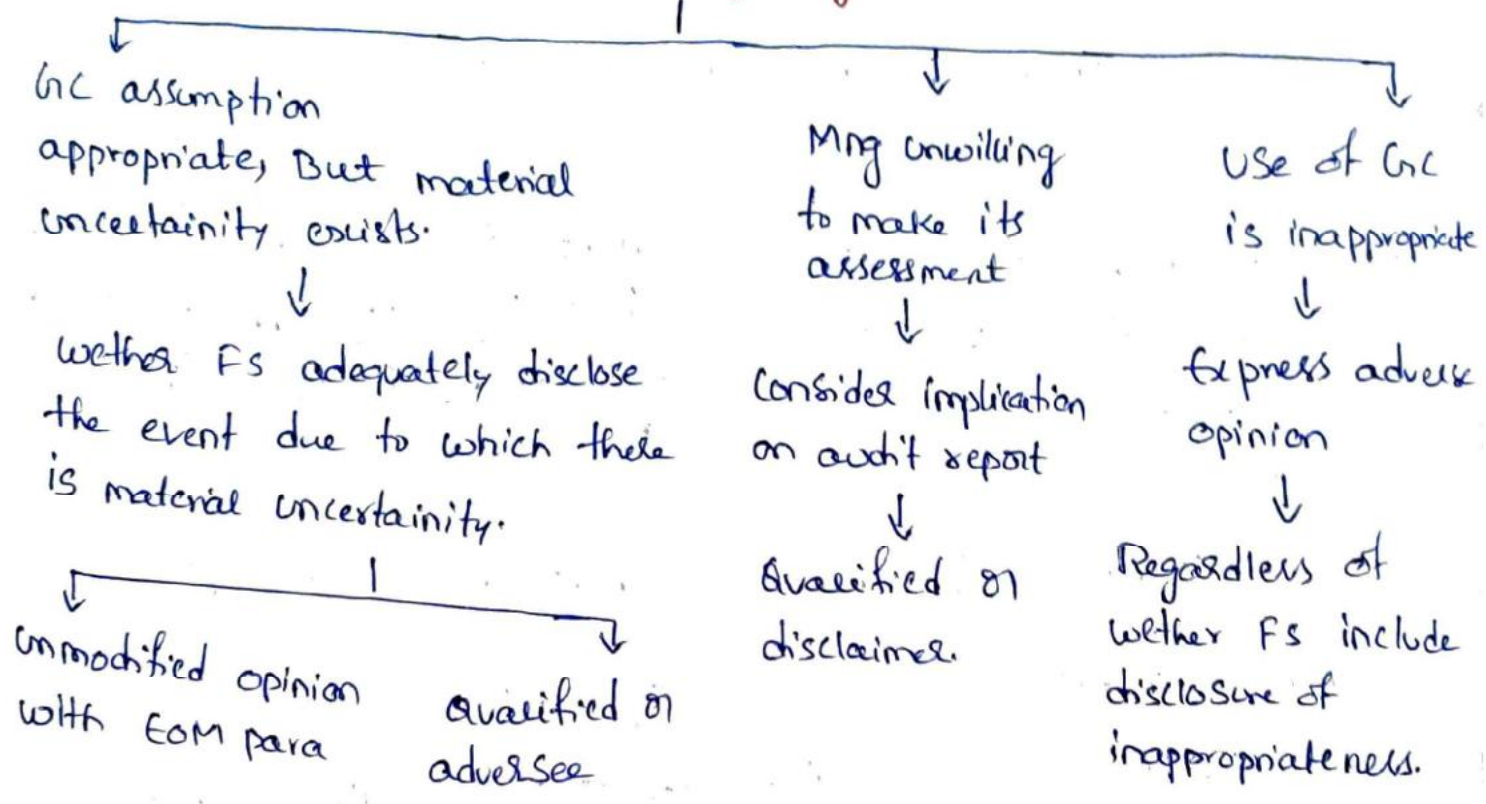 GC assumption
appropriate, But material
uncertainity exists.
wether FS adequately disclose
the event due to which there
is material uncertainity.
unmodified opinion
with EOM para
Qualified or
adversee
Mng unwilling
to make its
assessment
Consider implication
on audit report
Qualified or
disclaimer.
Use of GC
is inappropriate
Express adverse
opinion
Regardless of
wether FS include
disclosure of
inappropriateness.